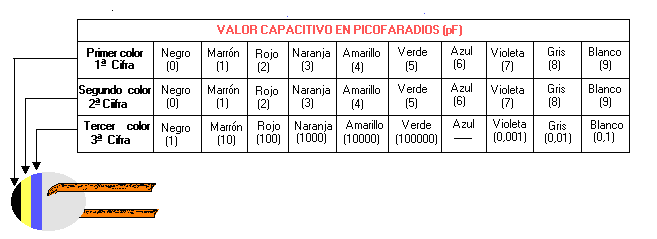 VALOR CAPACITIVO EN PICOFARADIOS (pF)
Primer color Negro Marrón Rojo Naranja Amarillo Verde Azul Violeta Gris Blanco
1ª Cifra (0) (1) (2) (3) (4) (5) (6) (7) (8) (9)
Segundo color Negro Marrón Rojo Naranja Amarillo Verde Azul Violeta Gris Blanco
2ª Cifra (0) (1) (2) (3) (4) (5) (6) (7) (8) (9)
Tercer color Negro Marrón Rojo Naranja Amarillo Verde Azul Violeta Gris Blanco
3ª Cifra (1) (10) (100) (1000) (10000) (100000) — (0,001) (0,01) (0,1)